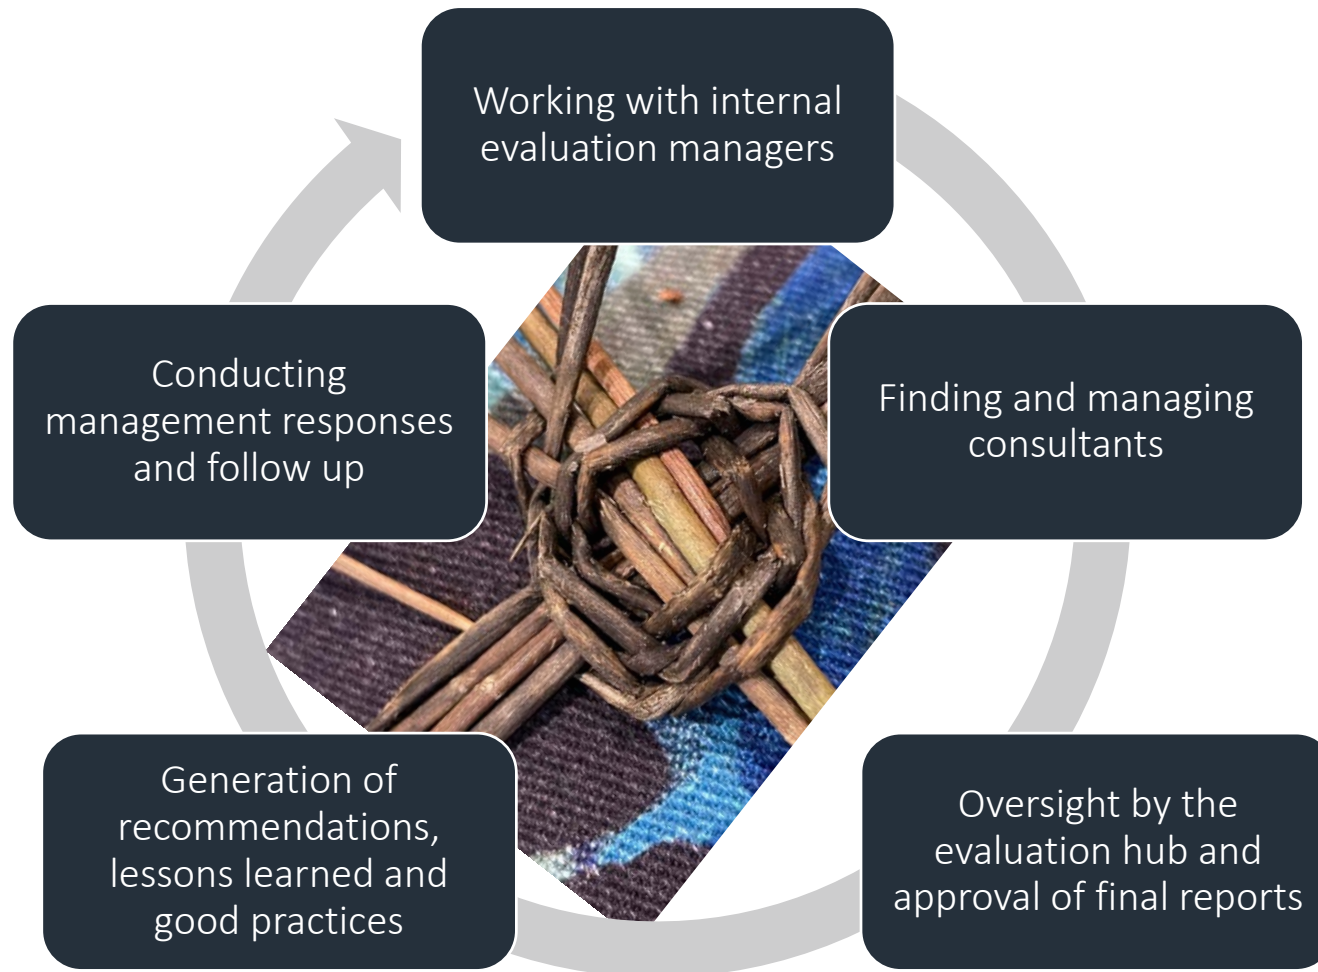 Working with internal
evaluation managers
Finding and managing
consultants
Oversight by the
evaluation hub and
approval of final reports
Generation of
recommendations,
lessons learned and
good practices
Conducting
management responses
and follow up